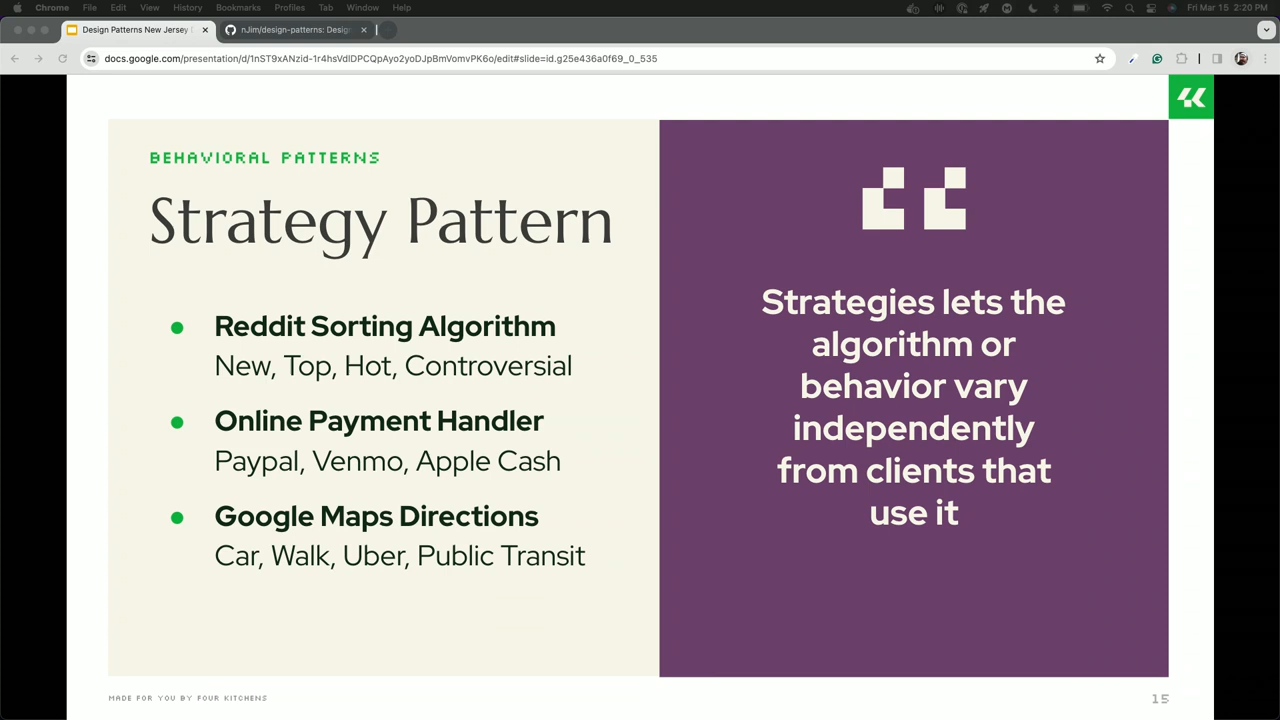 Chrome File Edit View History Bookmarks Profiles Tab Window Help Fri Mar 15 2:20 PM
Design Patterns New Jersey nJim/design-patterns: Desig
docs.google.com/presentation/d/1nST9xANzid-1r4hsVdlDPCQpAyo2yoDJpBmVomvPK6o/edit#slide=id.g25e436a0f69_0_535
BEHAVIORAL PATTERNS
Strategy Pattern
Reddit Sorting Algorithm
New, Top, Hot, Controversial
Online Payment Handler
Paypal, Venmo, Apple Cash
Google Maps Directions
Car, Walk, Uber, Public Transit
Strategies lets the
algorithm or
behavior vary
independently
from clients that
use it
MADE FOR YOU BY FOUR KITCHENS
15